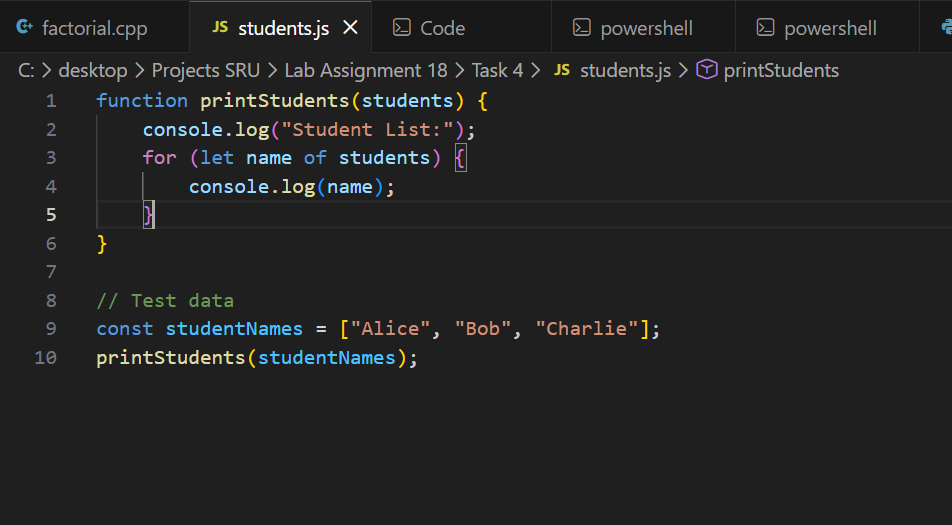 factorial.cpp JS students.js Code powershell powershell
C: > desktop > Projects SRU > Lab Assignment 18 > Task 4 > JS students.js > printStudents
1 function printStudents(students) {
2     console.log("Student List:");
3     for (let name of students) {
4         console.log(name);
5     }
6 }
7
8 // Test data
9 const studentNames = ["Alice", "Bob", "Charlie"];
10 printStudents(studentNames);